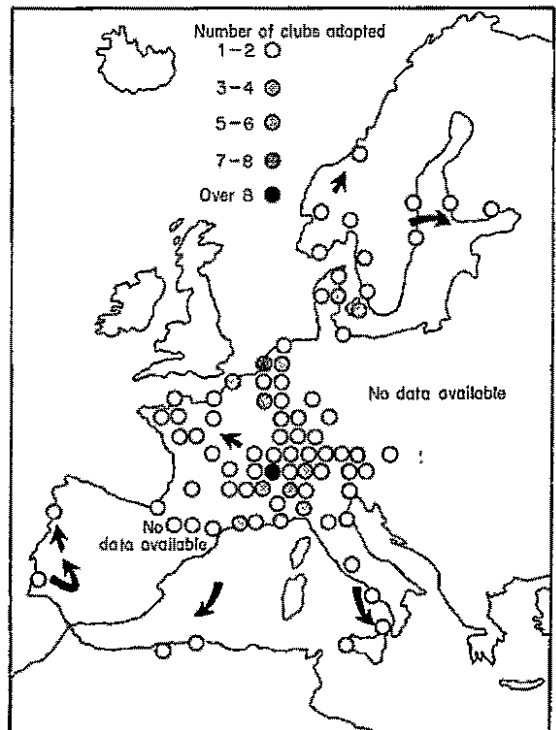 Number of clubs adopted
1-2
3-4
5-6
7-8
Over 8
No data available
No
data available